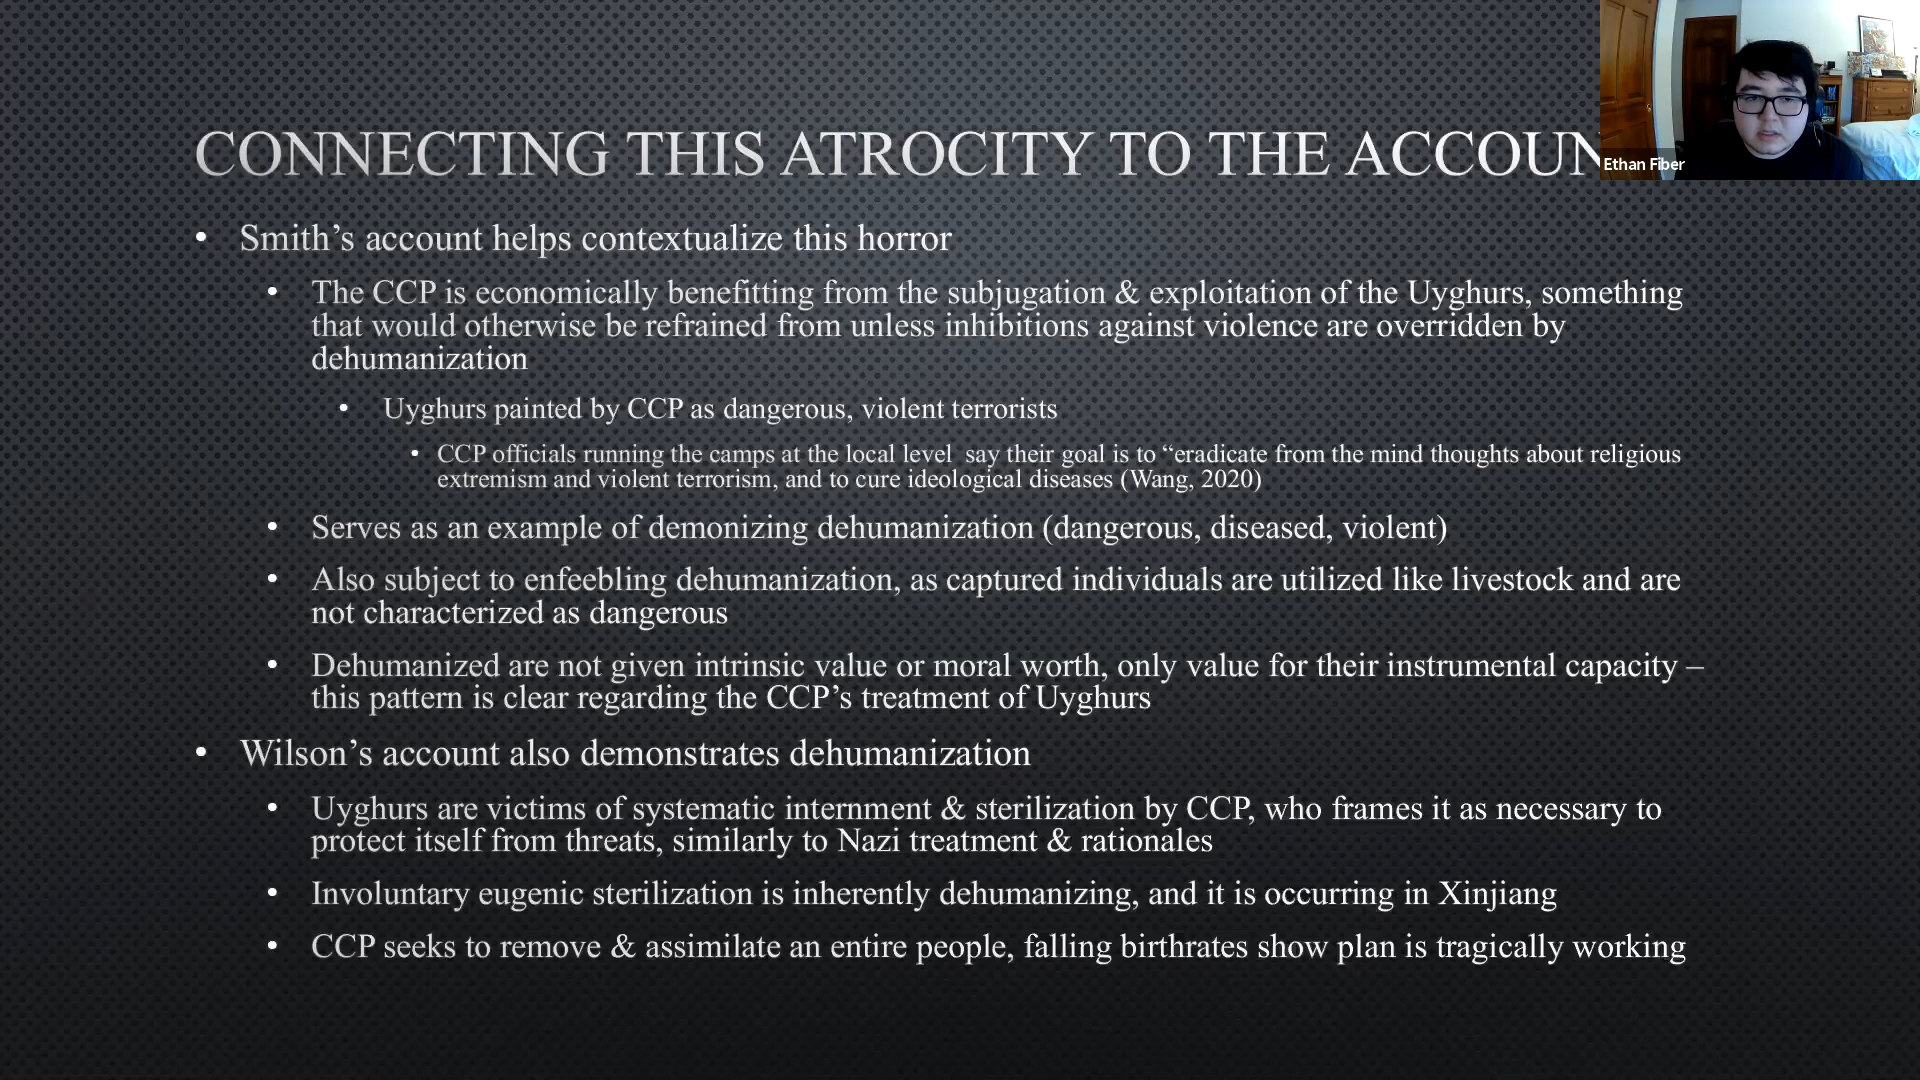 CONNECTING THIS ATROCITY TO THE ACCOUN
Ethan Fiber
• Smith’s account helps contextualize this horror
• The CCP is economically benefitting from the subjugation & exploitation of the Uyghurs, something
that would otherwise be refrained from unless inhibitions against violence are overridden by
dehumanization
• Uyghurs painted by CCP as dangerous, violent terrorists
• CCP officials running the camps at the local level  say their goal is to “eradicate from the mind thoughts about religious
extremism and violent terrorism, and to cure ideological diseases (Wang, 2020)
• Serves as an example of demonizing dehumanization (dangerous, diseased, violent)
• Also subject to enfeebling dehumanization, as captured individuals are utilized like livestock and are
not characterized as dangerous
• Dehumanized are not given intrinsic value or moral worth, only value for their instrumental capacity –
this pattern is clear regarding the CCP’s treatment of Uyghurs
• Wilson’s account also demonstrates dehumanization
• Uyghurs are victims of systematic internment & sterilization by CCP, who frames it as necessary to
protect itself from threats, similarly to Nazi treatment & rationales
• Involuntary eugenic sterilization is inherently dehumanizing, and it is occurring in Xinjiang
• CCP seeks to remove & assimilate an entire people, falling birthrates show plan is tragically working